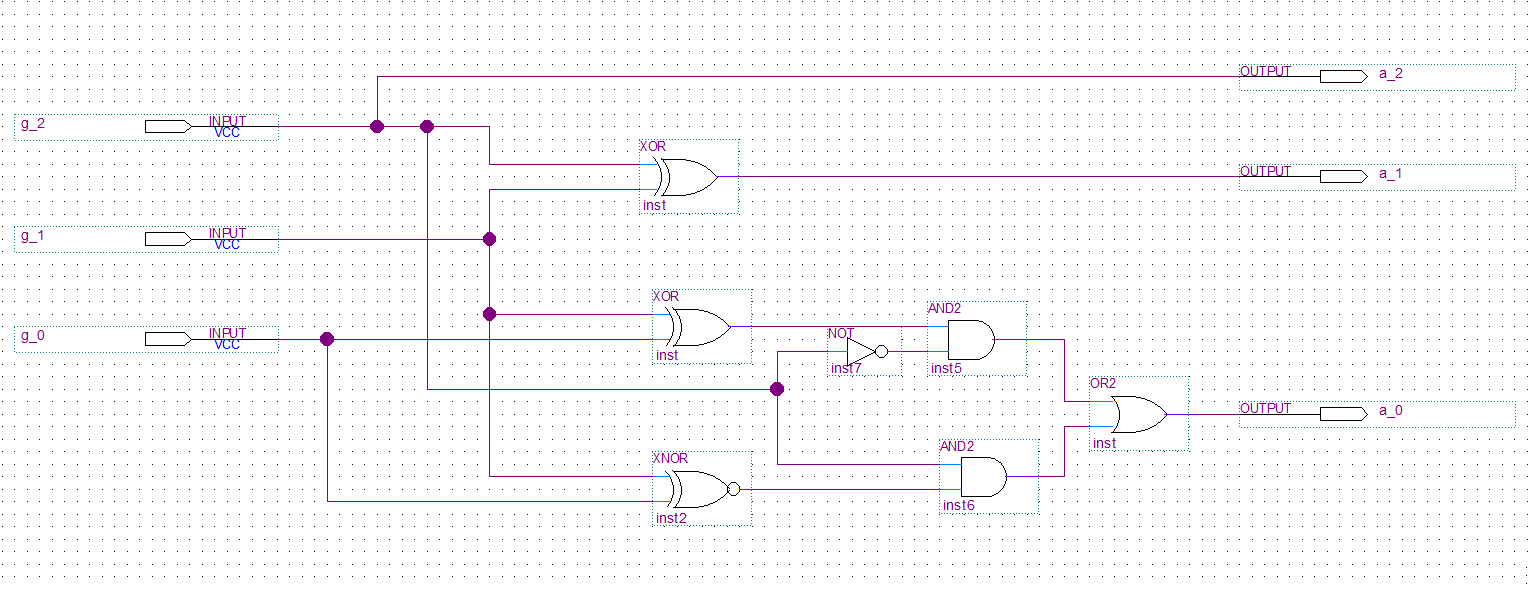 OUTPUT a_2
g_2 INPUT
VCC
XOR
inst
OUTPUT a_1
g_1 INPUT
VCC
XOR
inst
AND2
inst5
g_0 INPUT
VCC
NOT
inst7
OR2
inst
OUTPUT a_0
AND2
inst6
XNOR
inst2